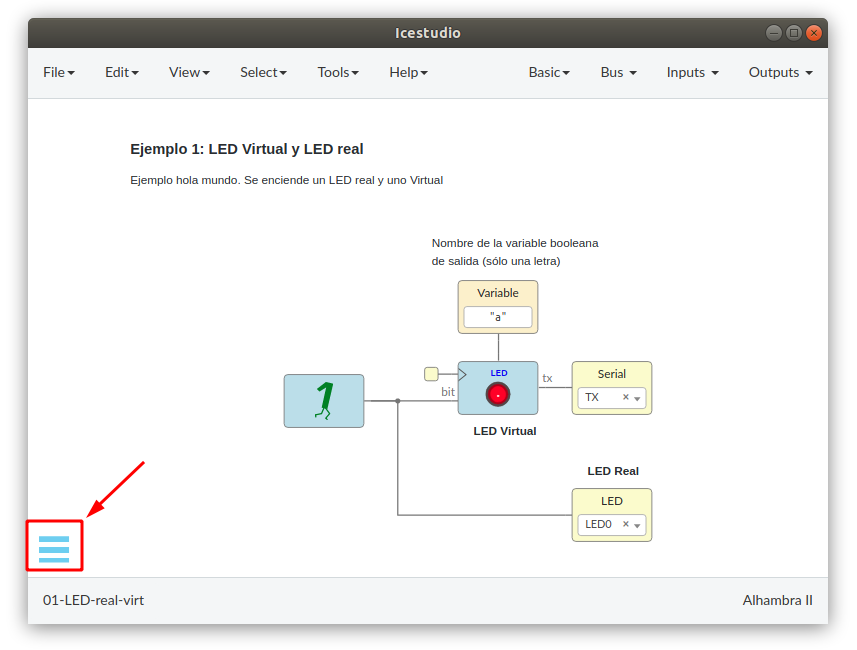 Icestudio
File Edit View Select Tools Help Basic Bus Inputs Outputs
Ejemplo 1: LED Virtual y LED real
Ejemplo hola mundo. Se enciende un LED real y uno Virtual
Nombre de la variable booleana
de salida (sólo una letra)
Variable
"a"
1
LED
bit
tx
Serial
TX
LED Virtual
LED Real
LED
LED0
01-LED-real-virt
Alhambra II